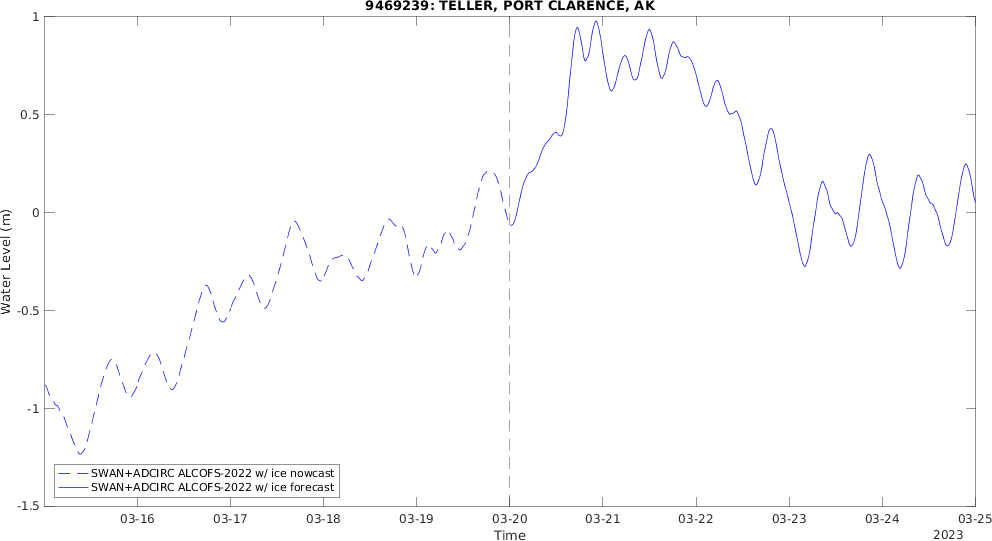 9469239: TELLER, PORT CLARENCE, AK
1
0.5
0
-0.5
-1
-1.5
Water Level (m)
SWAN+ADCIRC ALCOFS-2022 w/ ice nowcast
SWAN+ADCIRC ALCOFS-2022 w/ ice forecast
03-16 03-17 03-18 03-19 03-20 03-21 03-22 03-23 03-24 03-25
Time
2023